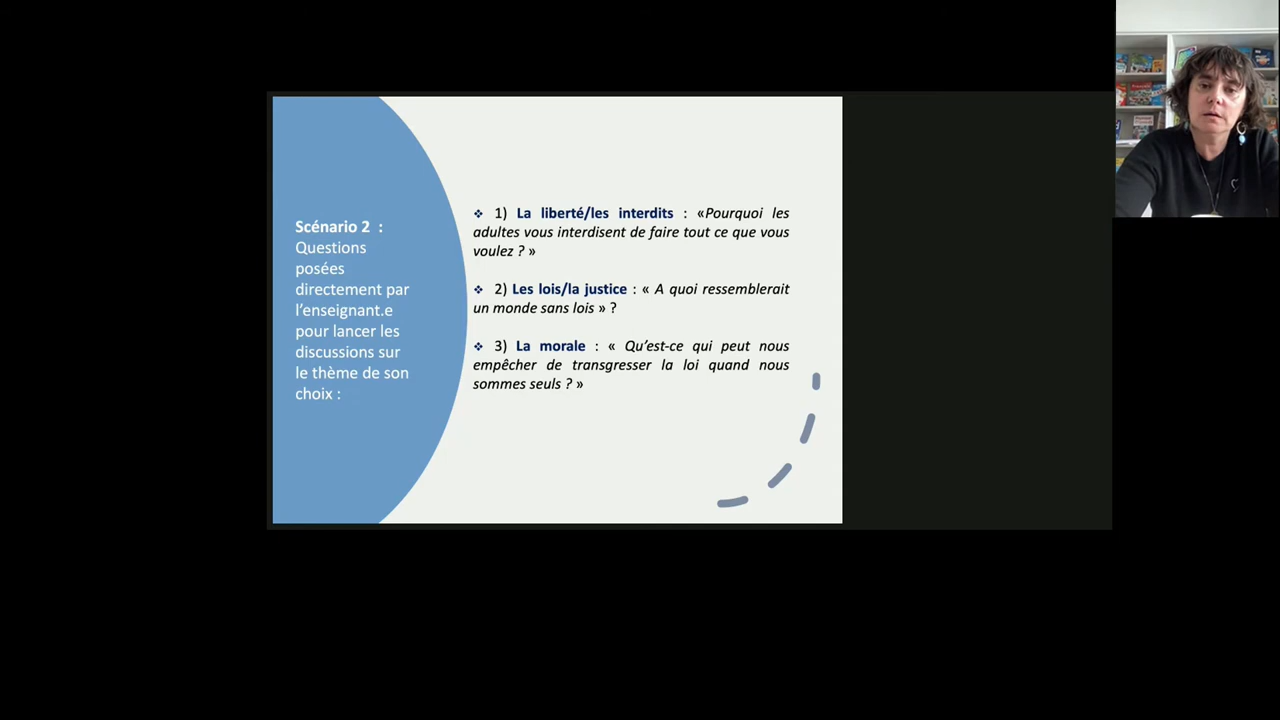 Scénario 2 :
Questions
posées
directement par
l'enseignant.e
pour lancer les
discussions sur
le thème de son
choix :
❖ 1) La liberté/les interdits : «Pourquoi les
adultes vous interdisent de faire tout ce que vous
voulez ? »
❖ 2) Les lois/la justice : « A quoi ressemblerait
un monde sans lois » ?
❖ 3) La morale : « Qu'est-ce qui peut nous
empêcher de transgresser la loi quand nous
sommes seuls ? »